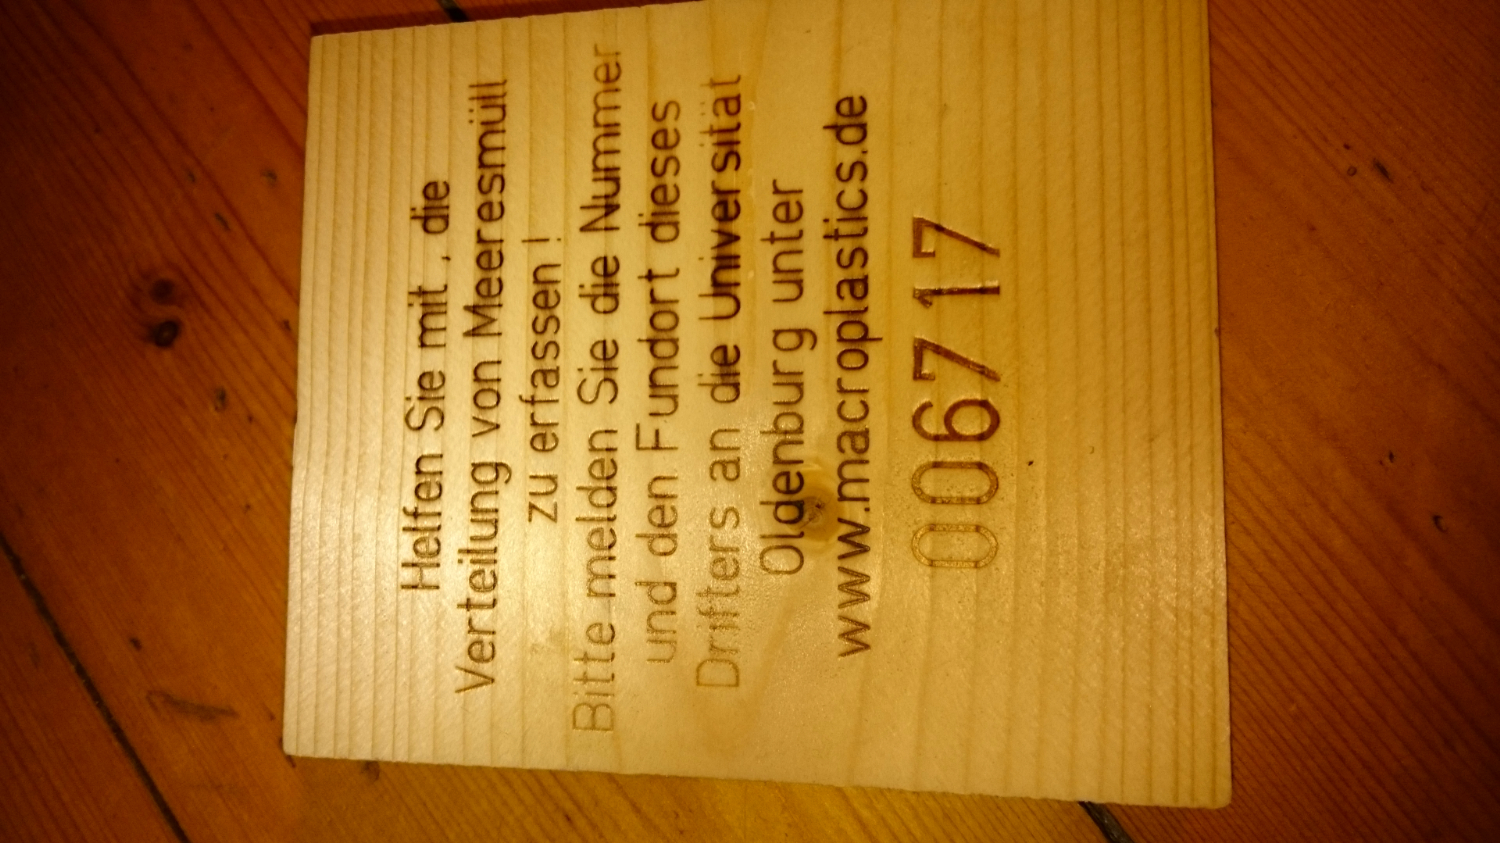 Helfen Sie mit, die
Verteilung von Meeresmüll
zu erfassen!
Bitte melden Sie die Nummer
und den Fundort dieses
Drifters an die Universität
Oldenburg unter
www.macroplastics.de
006717